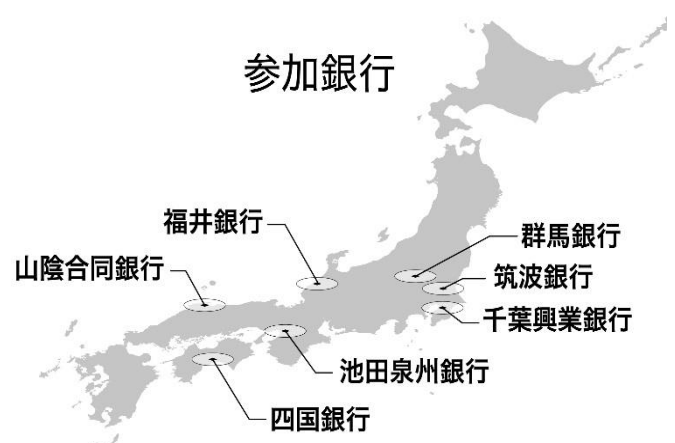 参加銀行
福井銀行
群馬銀行
山陰合同銀行
筑波銀行
千葉興業銀行
池田泉州銀行
四国銀行